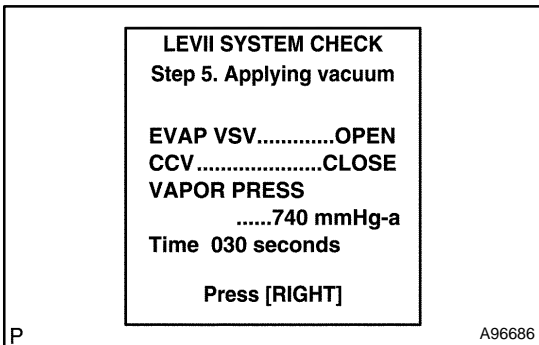 LEVII SYSTEM CHECK
Step 5. Applying vacuum
EVAP VSV.............OPEN
CCV......................CLOSE
VAPOR PRESS
......740 mmHg-a
Time 030 seconds
Press [RIGHT]
P
A96686